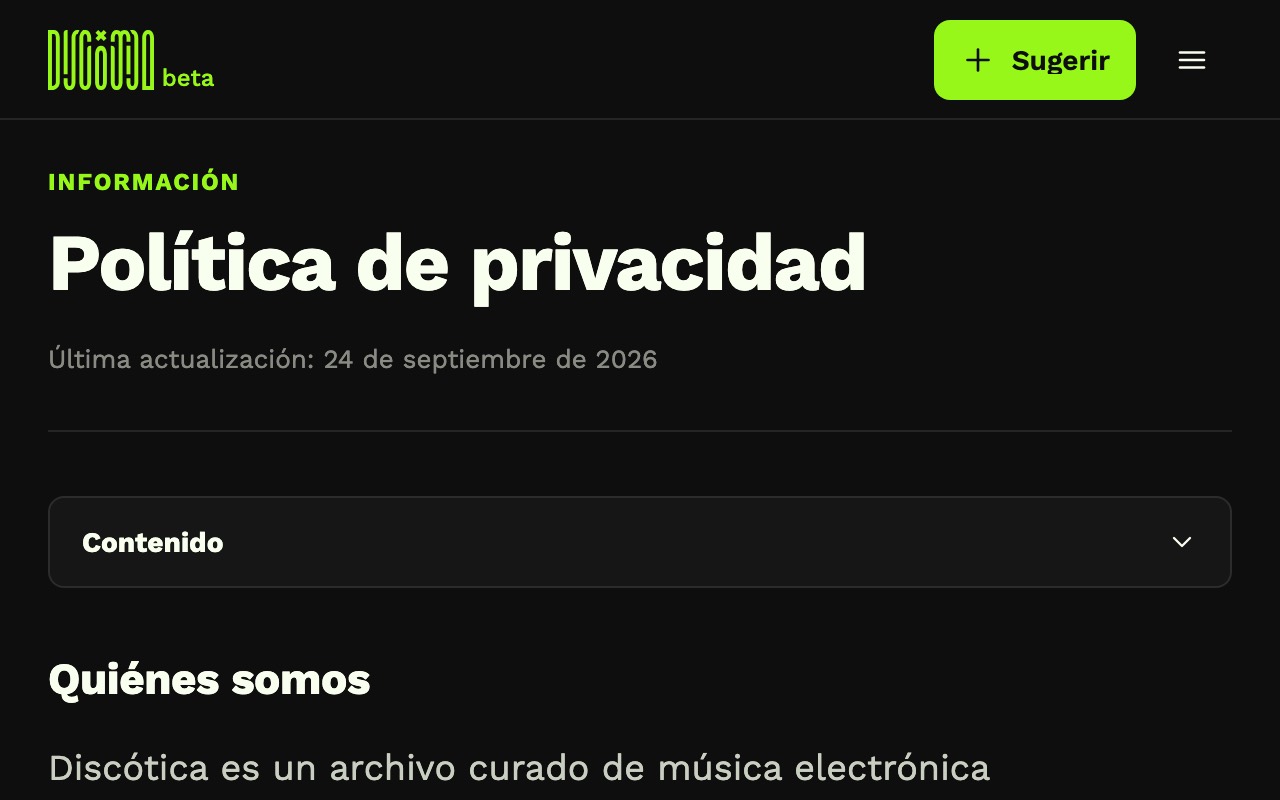 beta
Sugerir
INFORMACIÓN
Política de privacidad
Última actualización: 24 de septiembre de 2026
Contenido
Quiénes somos
Discótica es un archivo curado de música electrónica